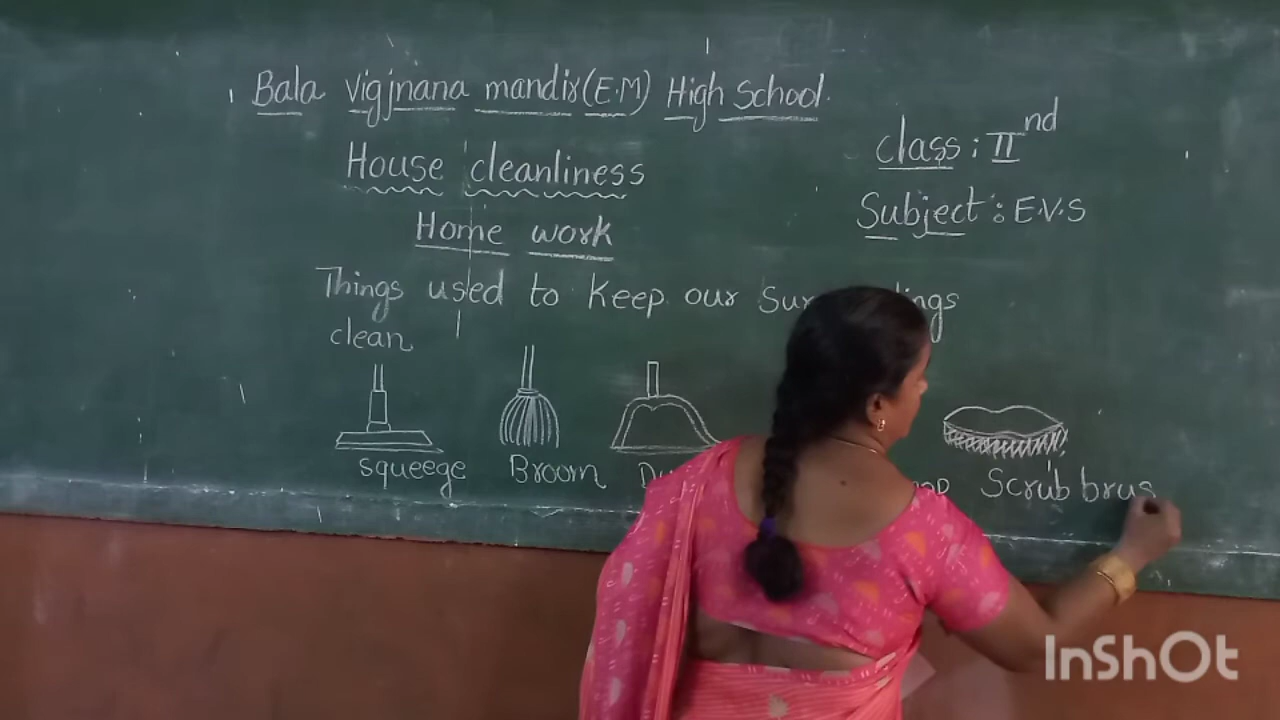 Bala Vigjnana mandir(E.M) High School.
House cleanliness
class : II nd
Subject : E.V.S
Home work
Things used to Keep our
clean
squeege Broom Scrub brus
InShOt